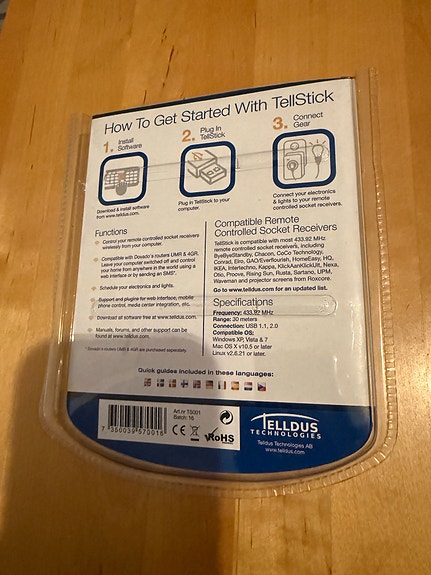 How To Get Started With TellStick
1. Install
Software
2. Plug In
TellStick
3. Connect
Gear
Download & install software
from www.telldus.com.
Plug in TellStick to your
computer.
Connect your electronics
& lights to your remote
controlled socket receivers.
Functions
Control your remote controlled socket receivers
wirelessly from your computer.
Compatible with Dovado's routers UMR & 4GR.
Leave your computer switched off and control
your home from anywhere in the world using a
web interface or by sending an SMS*.
Schedule your electronics and lights.
Support and plugins for web interface, mobile
phone control, media center integration, etc.
Download all software free at www.telldus.com.
Manuals, forums, and other support can be
found at www.telldus.com.
*Dovado's routers UMR & 4GR are purchased separately.
Compatible Remote
Controlled Socket Receivers
TellStick is compatible with most 433.92 MHz
remote controlled socket receivers, including
ByeByeStandby, Chacon, CoCo Technology,
Conrad, Elro, GAO/Everflourish, HomeEasy, HQ,
IKEA, Intertechno, Kappa, KlickAanKlickUit, Nexa,
Otio, Proove, Rising Sun, Rusta, Sartano, UPM,
Waveman and projector screens from Roxcore.
Go to www.telldus.com for an updated list.
Specifications
Frequency: 433.92 MHz
Range: 30 meters
Connection: USB 1.1, 2.0
Compatible OS:
Windows XP, Vista & 7
Mac OS X v10.5 or later
Linux v2.6.21 or later.
Quick guides included in these languages:
7 350039 570016
Art.nr TS001
Batch: 16
CE
RoHS
TELLDUS
TECHNOLOGIES
Telldus Technologies AB
www.telldus.com